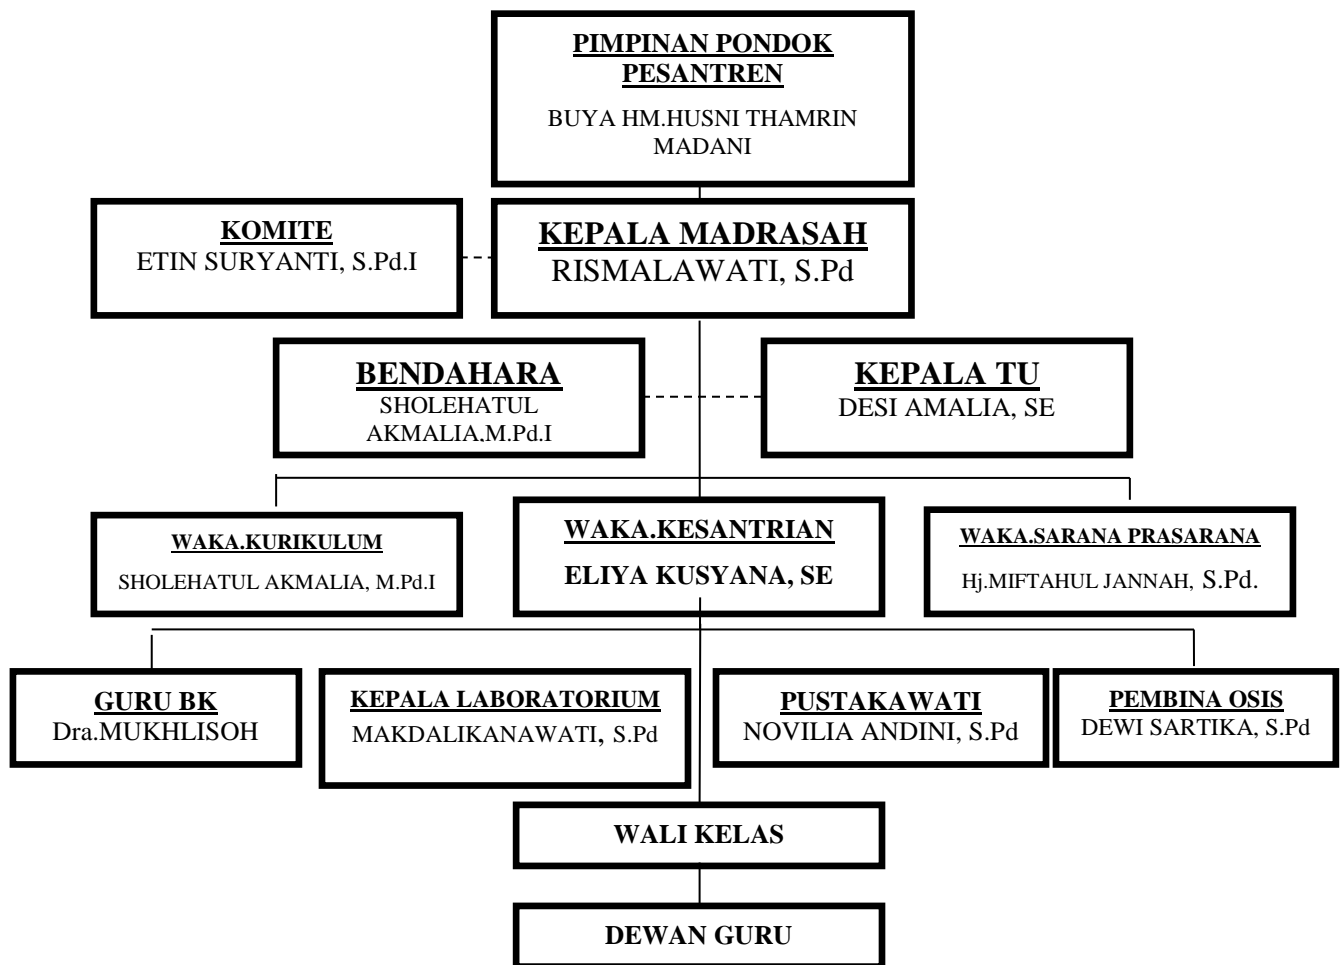 PIMPINAN PONDOK
PESANTREN
BUYA HM.HUSNI THAMRIN
MADANI
KOMITE
ETIN SURYANTI, S.Pd.I
KEPALA MADRASAH
RISMALAWATI, S.Pd
BENDAHARA
SHOLEHATUL
AKMALIA,M.Pd.I
KEPALA TU
DESI AMALIA, SE
WAKA.KURIKULUM
SHOLEHATUL AKMALIA, M.Pd.I
WAKA.KESANTRIAN
ELIYA KUSYANA, SE
WAKA.SARANA PRASARANA
Hj.MIFTAHUL JANNAH, S.Pd.
GURU BK
Dra.MUKHLISOH
KEPALA LABORATORIUM
MAKDALIKANAWATI, S.Pd
PUSTAKAWATI
NOVILIA ANDINI, S.Pd
PEMBINA OSIS
DEWI SARTIKA, S.Pd
WALI KELAS
DEWAN GURU